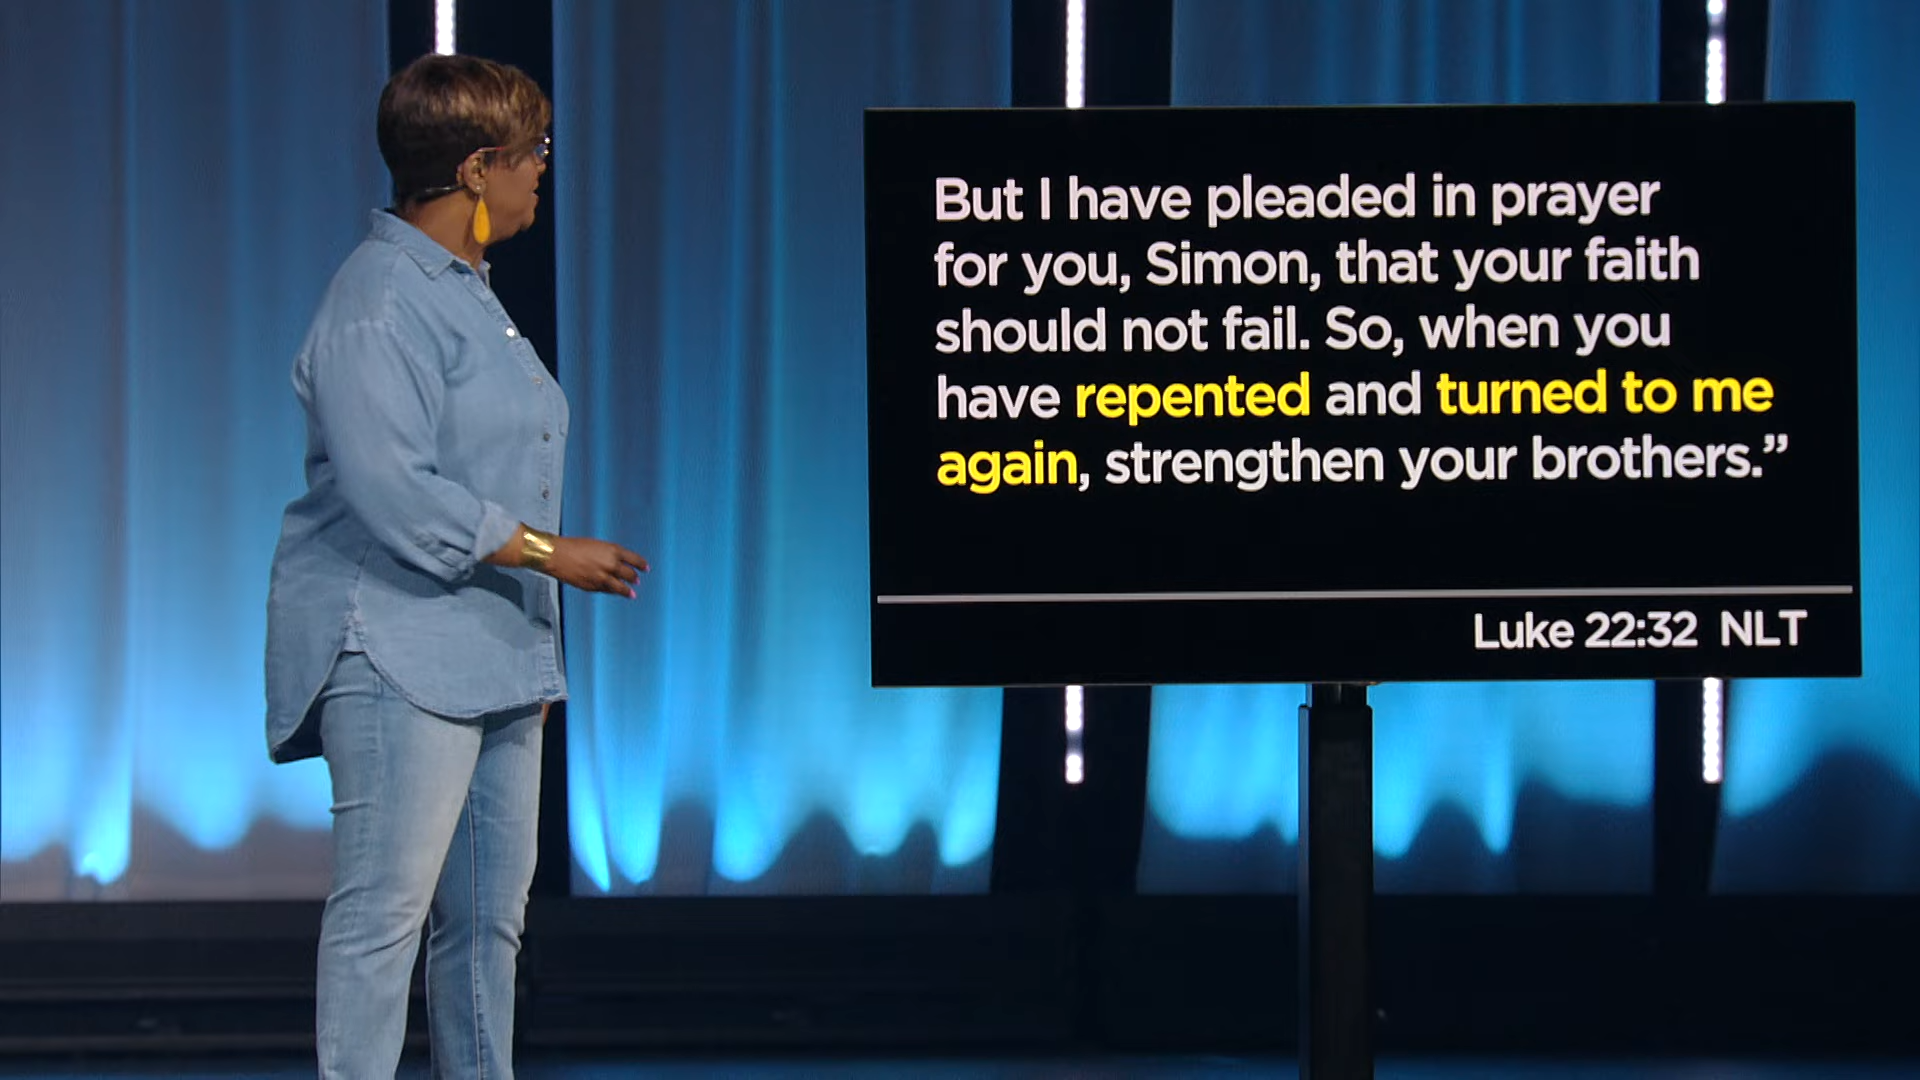 But I have pleaded in prayer
for you, Simon, that your faith
should not fail. So, when you
have repented and turned to me
again, strengthen your brothers.”
Luke 22:32 NLT